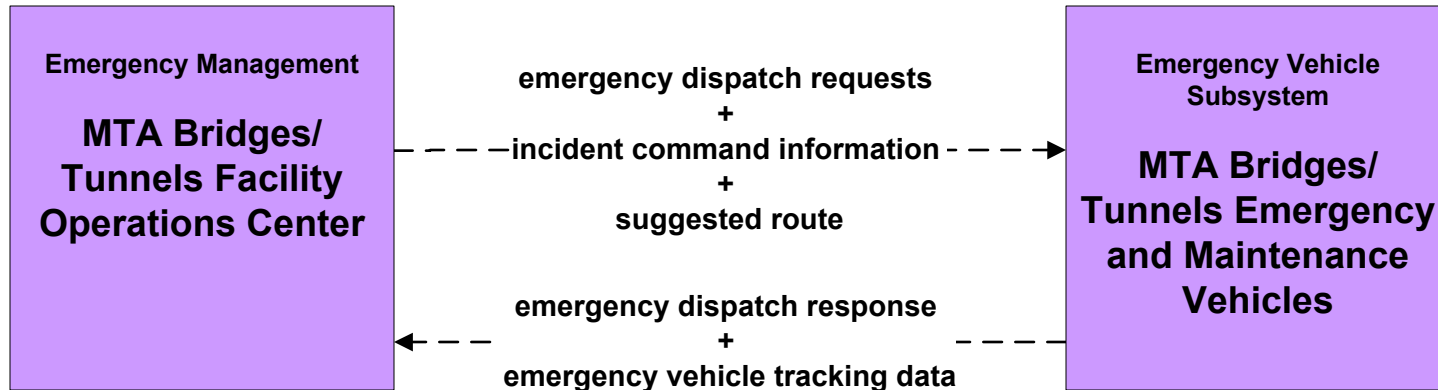 Emergency Management
MTA Bridges/
Tunnels Facility
Operations Center
emergency dispatch requests
+
incident command information
+
suggested route
emergency dispatch response
+
emergency vehicle tracking data
Emergency Vehicle
Subsystem
MTA Bridges/
Tunnels Emergency
and Maintenance
Vehicles